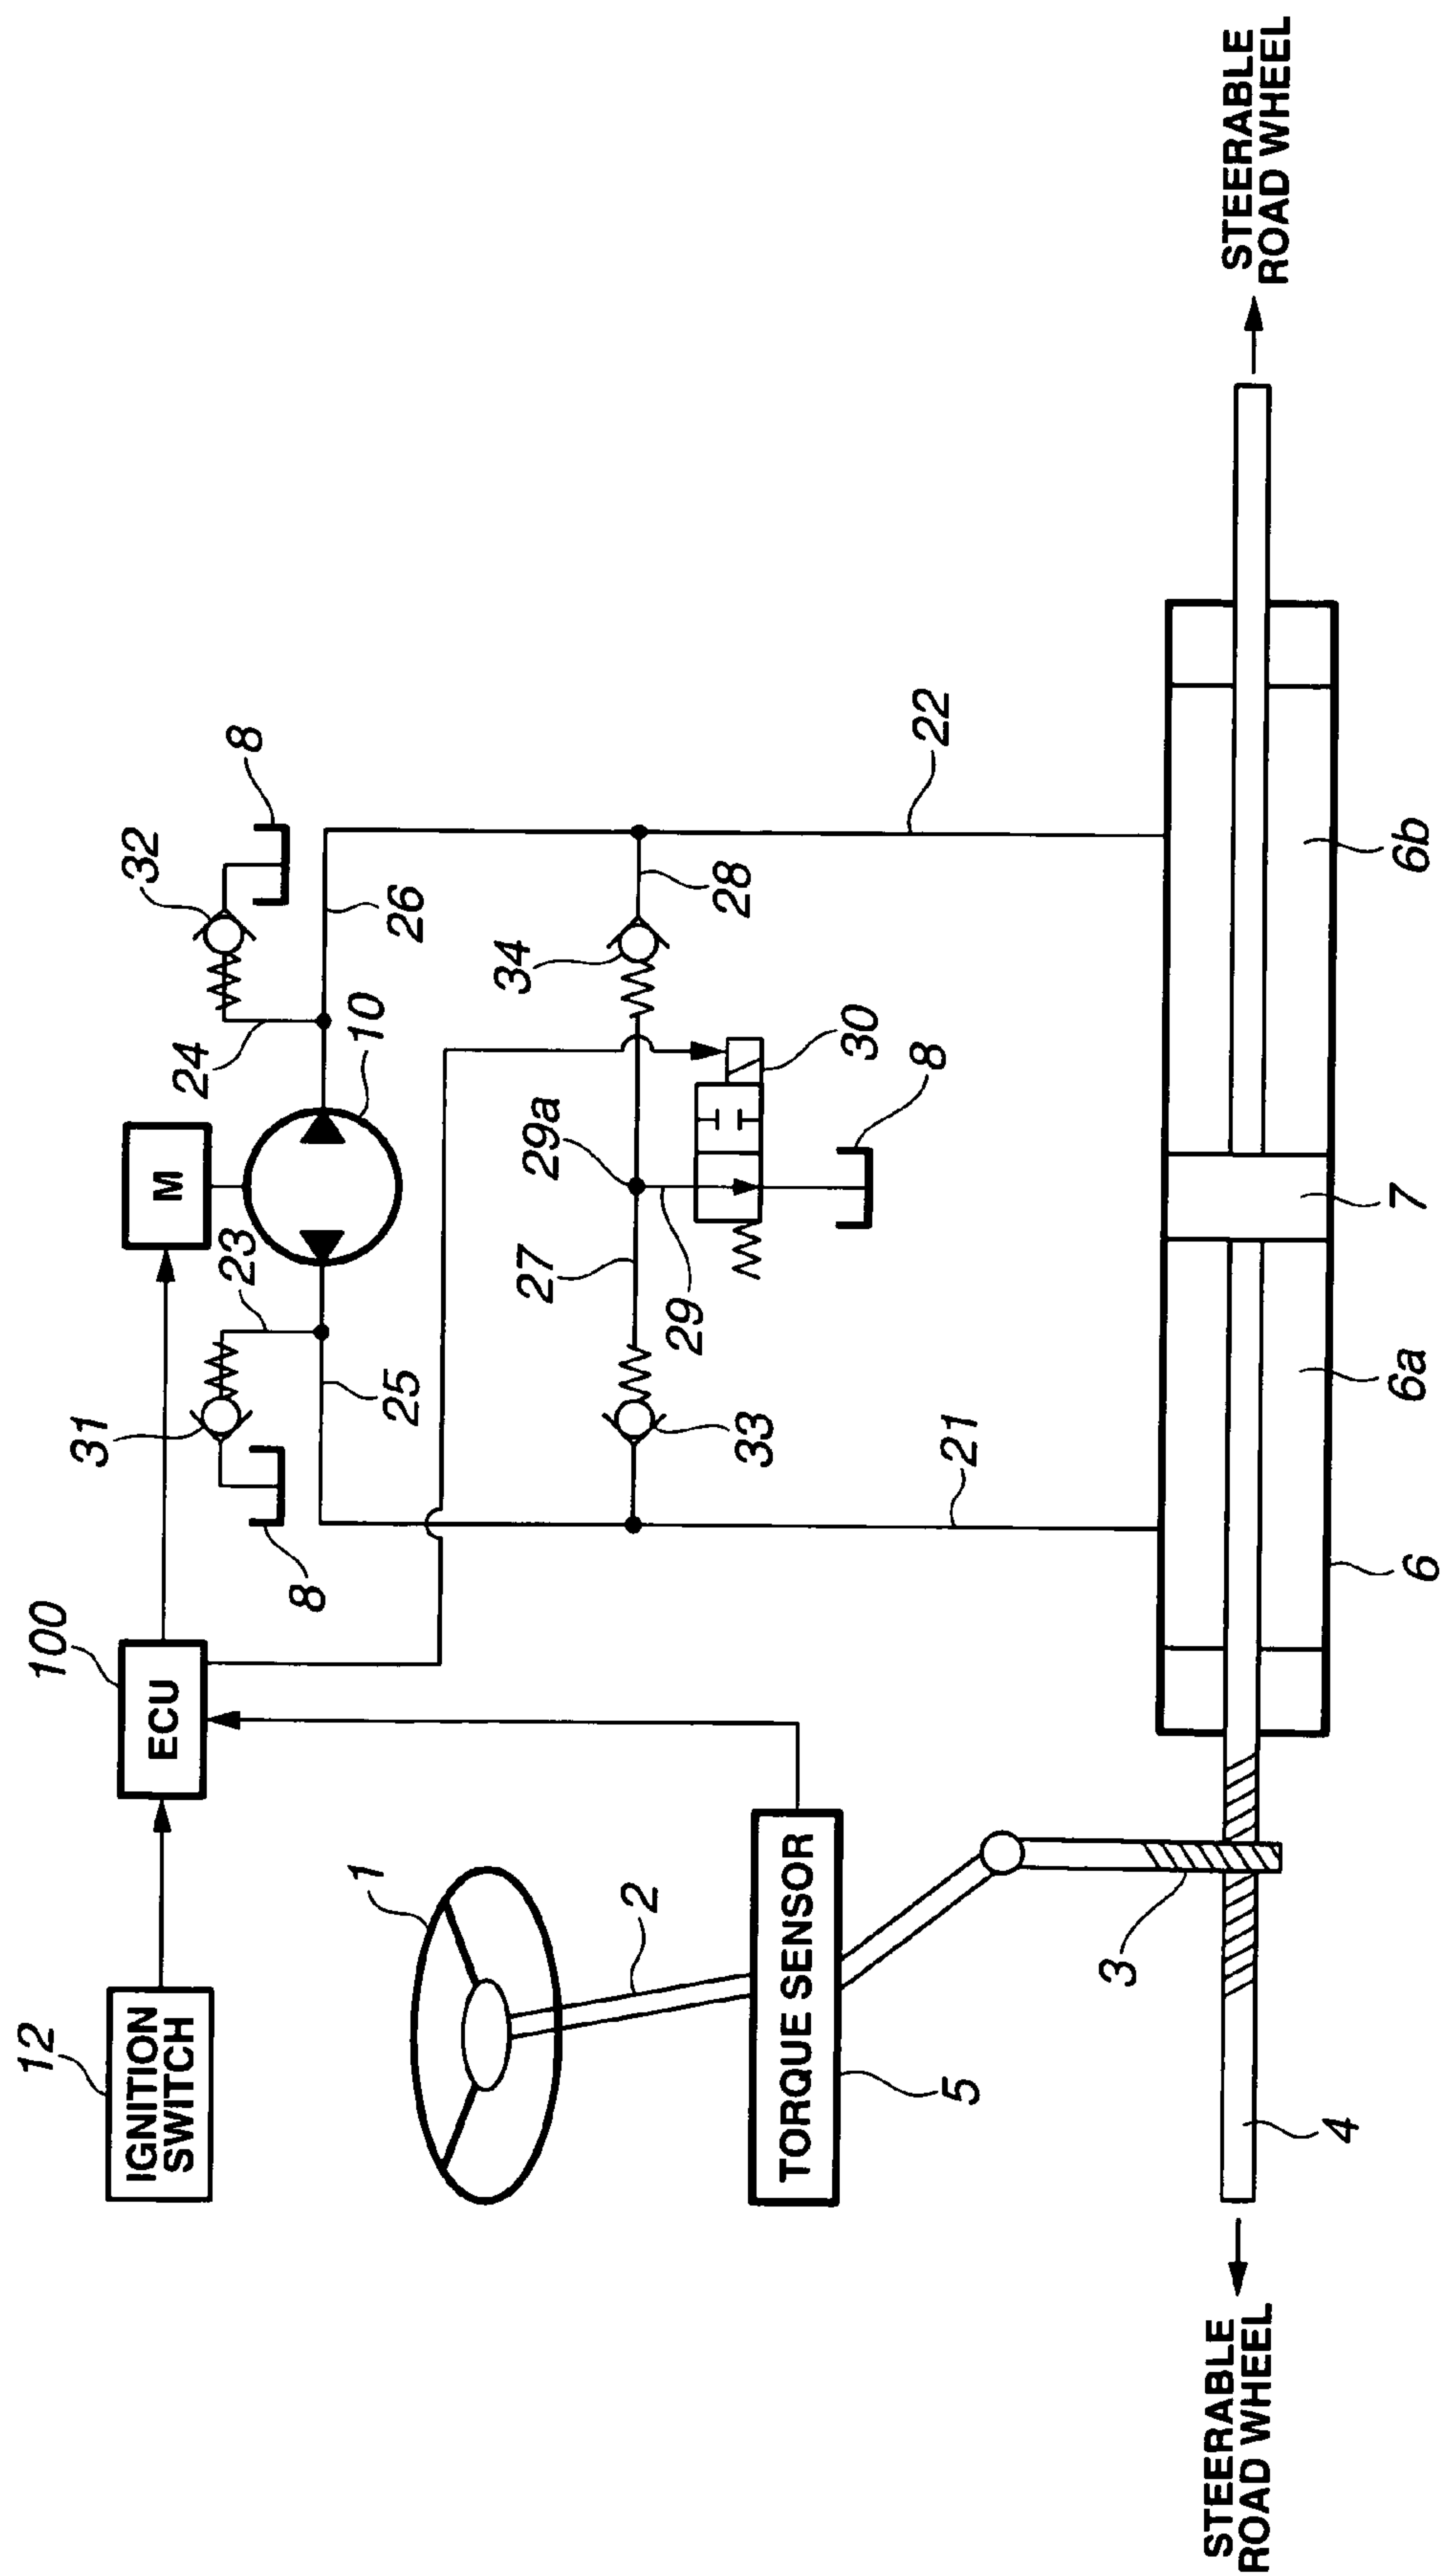 12
IGNITION
SWITCH
100
ECU
M
31
23
8
25
24
32
8
26
10
1
2
TORQUE SENSOR
5
3
4
27
29a
34
28
33
29
30
8
21
22
6
6a
7
6b
STEERABLE
ROAD WHEEL
STEERABLE
ROAD WHEEL